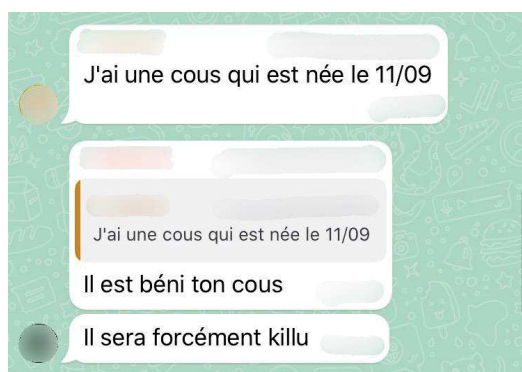 J'ai une cous qui est née le 11/09
J'ai une cous qui est née le 11/09
Il est béni ton cous
Il sera forcément killu